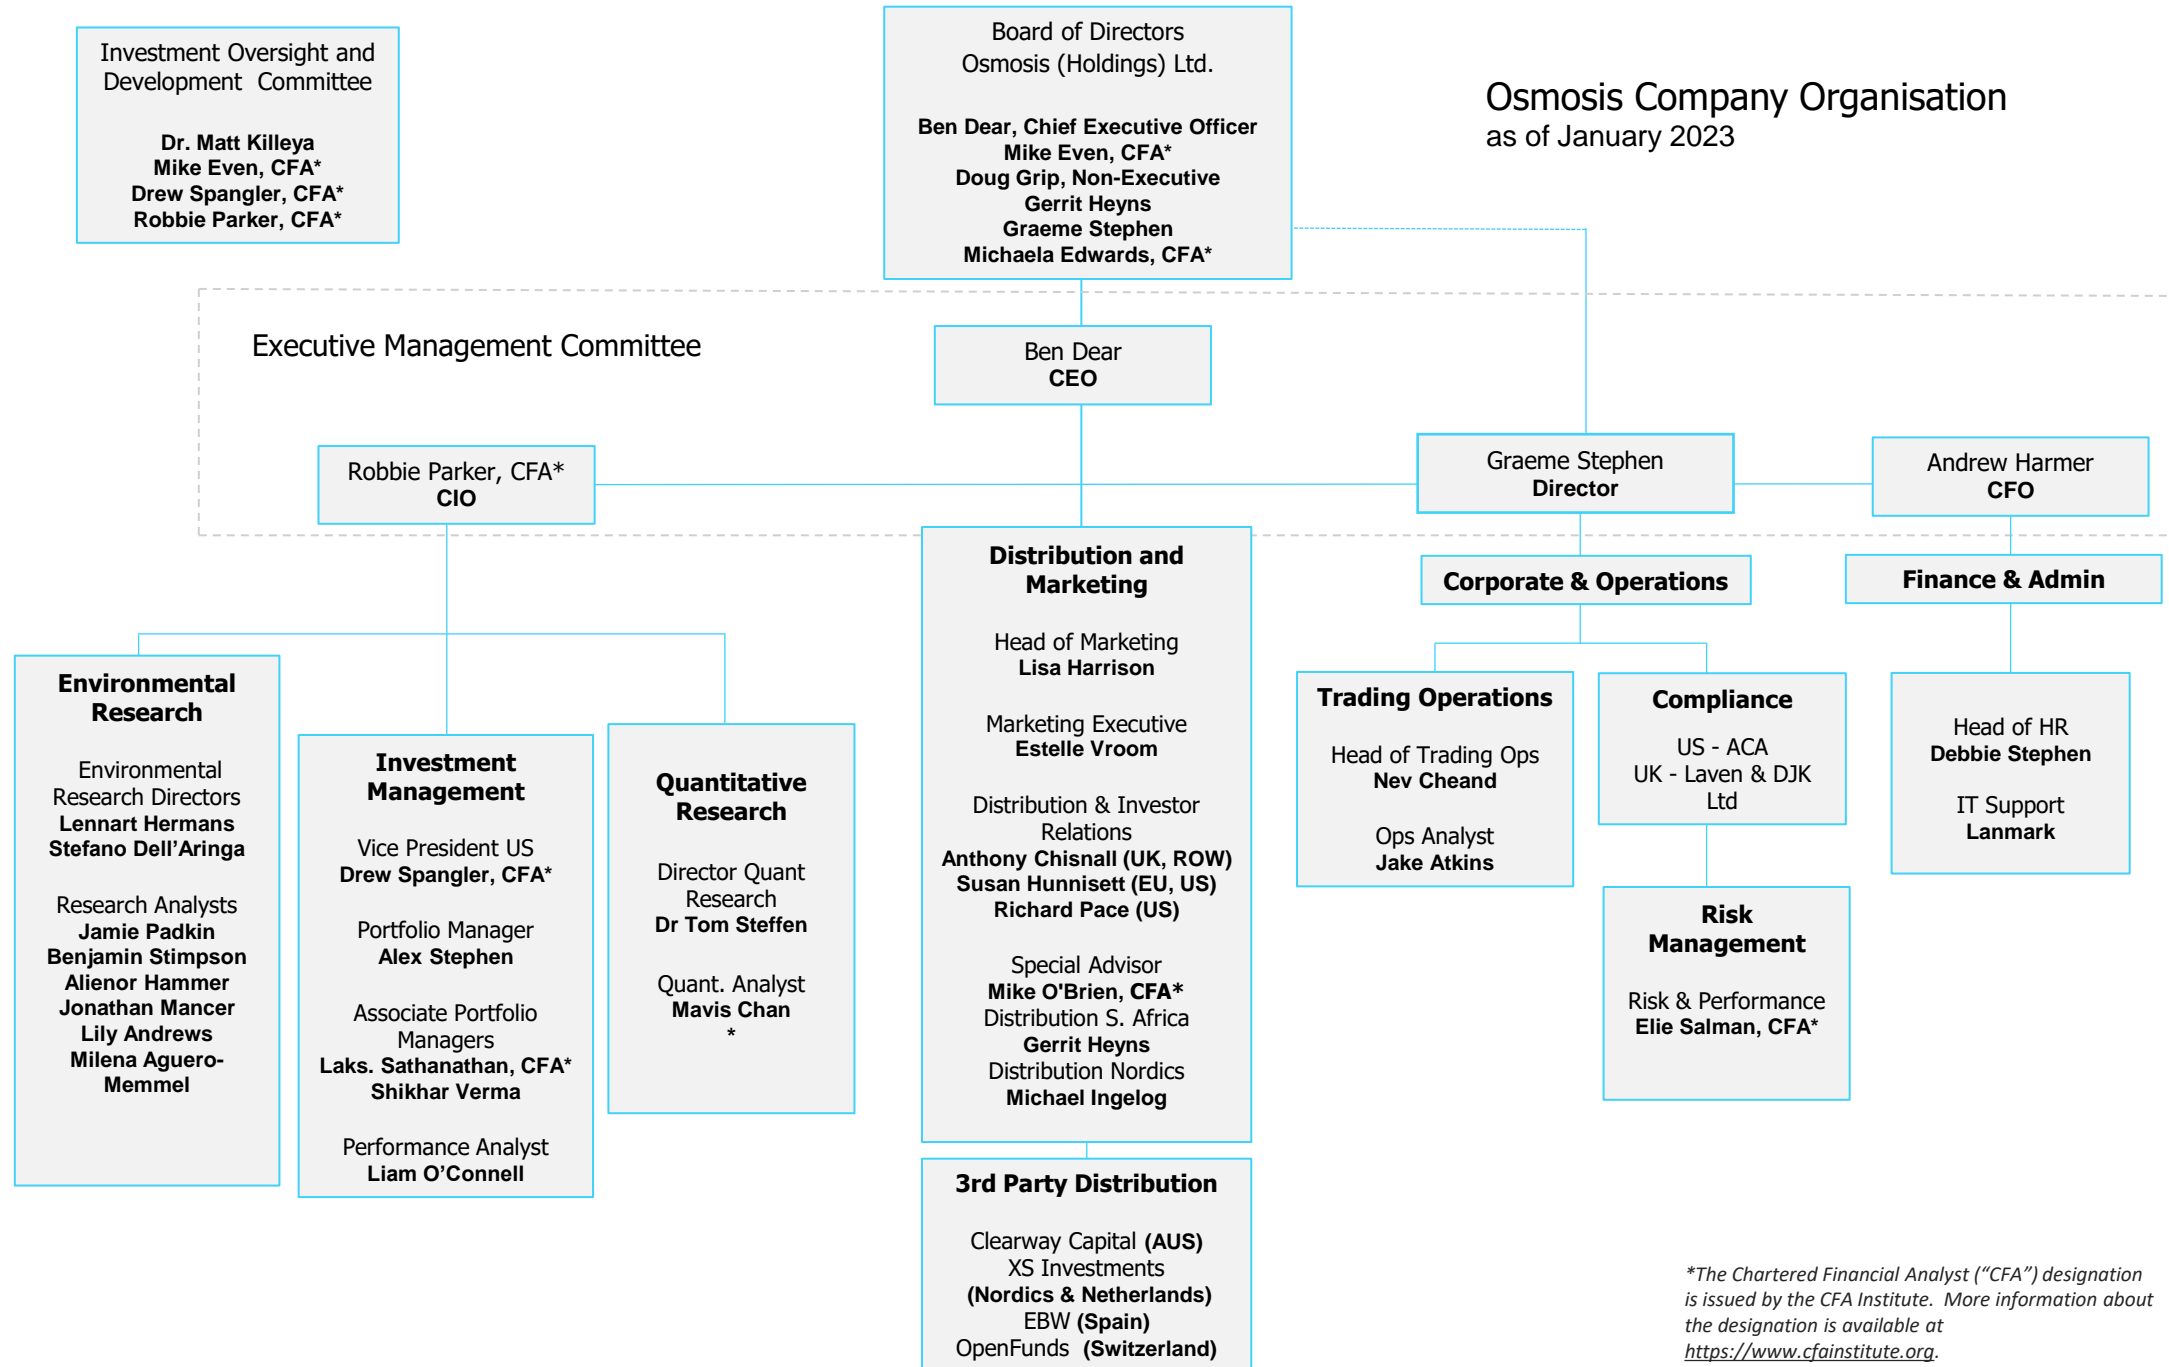 Investment Oversight and
Development Committee
Dr. Matt Killeya
Mike Even, CFA*
Drew Spangler, CFA*
Robbie Parker, CFA*
Board of Directors
Osmosis (Holdings) Ltd.
Ben Dear, Chief Executive Officer
Mike Even, CFA*
Doug Grip, Non-Executive
Gerrit Heyns
Graeme Stephen
Michaela Edwards, CFA*
Osmosis Company Organisation
as of January 2023
Executive Management Committee
Ben Dear
CEO
Robbie Parker, CFA*
CIO
Graeme Stephen
Director
Andrew Harmer
CFO
Environmental
Research
Environmental
Research Directors
Lennart Hermans
Stefano Dell’Aringa
Research Analysts
Jamie Padkin
Benjamin Stimpson
Alienor Hammer
Jonathan Mancer
Lily Andrews
Milena Aguero-
Memmel
Investment
Management
Vice President US
Drew Spangler, CFA*
Portfolio Manager
Alex Stephen
Associate Portfolio
Managers
Laks. Sathanathan, CFA*
Shikhar Verma
Performance Analyst
Liam O’Connell
Quantitative
Research
Director Quant
Research
Dr Tom Steffen
Quant. Analyst
Mavis Chan
*
Distribution and
Marketing
Head of Marketing
Lisa Harrison
Marketing Executive
Estelle Vroom
Distribution & Investor
Relations
Anthony Chisnall (UK, ROW)
Susan Hunnisett (EU, US)
Richard Pace (US)
Special Advisor
Mike O'Brien, CFA*
Distribution S. Africa
Gerrit Heyns
Distribution Nordics
Michael Ingelog
3rd Party Distribution
Clearway Capital (AUS)
XS Investments
(Nordics & Netherlands)
EBW (Spain)
OpenFunds (Switzerland)
Corporate & Operations
Trading Operations
Head of Trading Ops
Nev Cheand
Ops Analyst
Jake Atkins
Compliance
US - ACA
UK - Laven & DJK
Ltd
Risk
Management
Risk & Performance
Elie Salman, CFA*
Finance & Admin
Head of HR
Debbie Stephen
IT Support
Lanmark
*The Chartered Financial Analyst (“CFA”) designation
is issued by the CFA Institute. More information about
the designation is available at
https://www.cfainstitute.org.